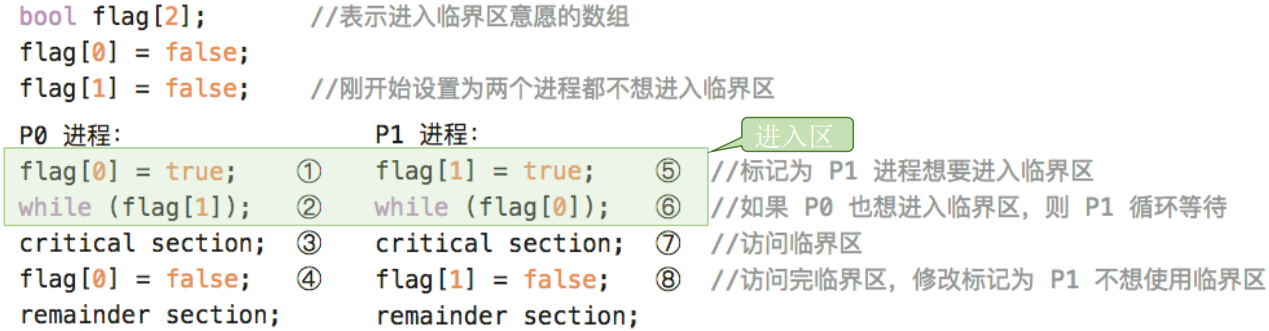 bool flag[2]; //表示进入临界区意愿的数组
flag[0] = false;
flag[1] = false; //刚开始设置为两个进程都不想进入临界区
P0 进程: P1 进程: 进入区
flag[0] = true; ① flag[1] = true; ⑤ //标记为 P1 进程想要进入临界区
while (flag[1]); ② while (flag[0]); ⑥ //如果 P0 也想进入临界区，则 P1 循环等待
critical section; ③ critical section; ⑦ //访问临界区
flag[0] = false; ④ flag[1] = false; ⑧ //访问完临界区，修改标记为 P1 不想使用临界区
remainder section; remainder section;